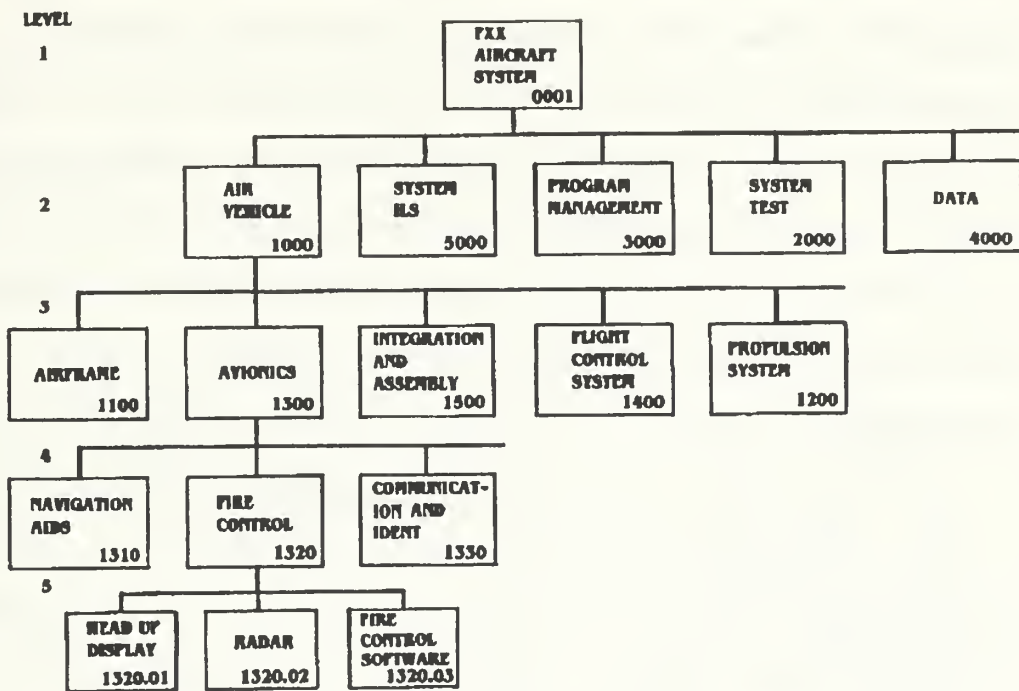 LEVEL
1
FXX
AIRCRAFT
SYSTEM
0001
2
AIR
VEHICLE
1000
SYSTEM
ILS
5000
PROGRAM
MANAGEMENT
3000
SYSTEM
TEST
2000
DATA
4000
3
AIRFRAME
1100
AVIONICS
1300
INTEGRATION
AND
ASSEMBLY
1500
FLIGHT
CONTROL
SYSTEM
1400
PROPULSION
SYSTEM
1200
4
NAVIGATION
AIDS
1310
FIRE
CONTROL
1320
COMMUNICAT-
ION AND
IDENT
1330
5
HEAD UP
DISPLAY
1320.01
RADAR
1320.02
FIRE
CONTROL
SOFTWARE
1320.03